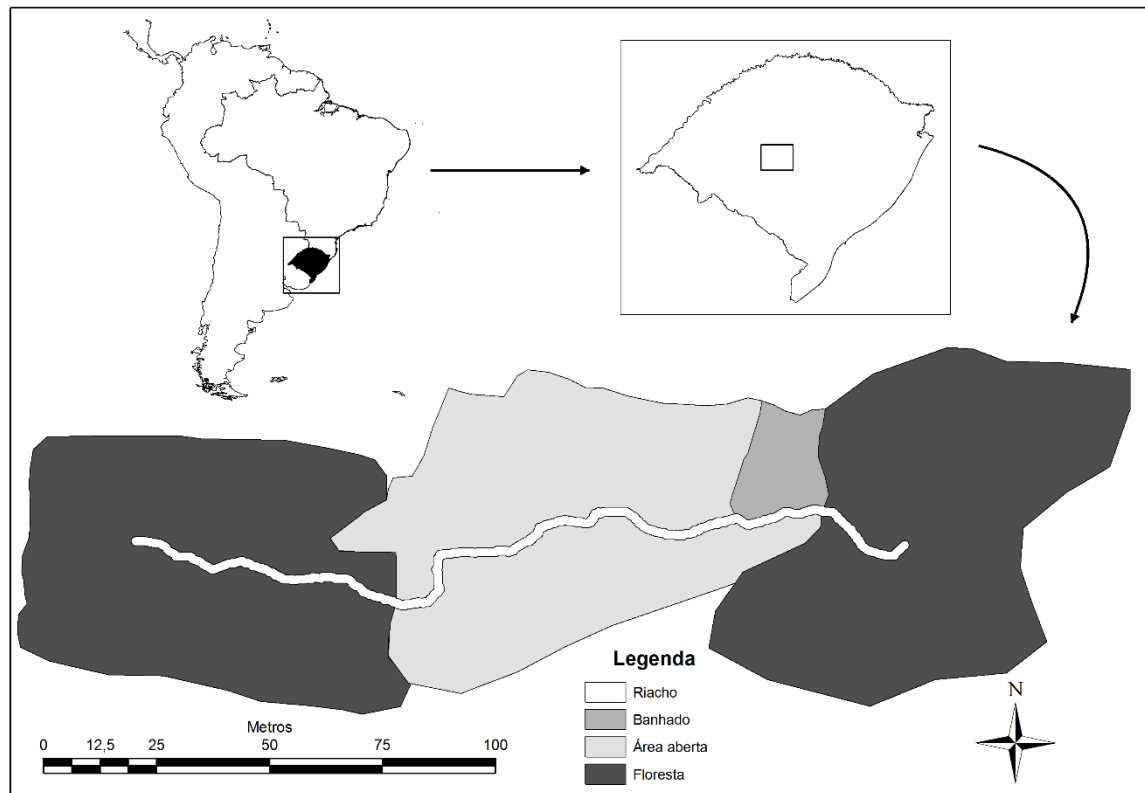 Legenda
Riacho
Banhado
Área aberta
Floresta
Metros
0 12,5 25 50 75 100
N